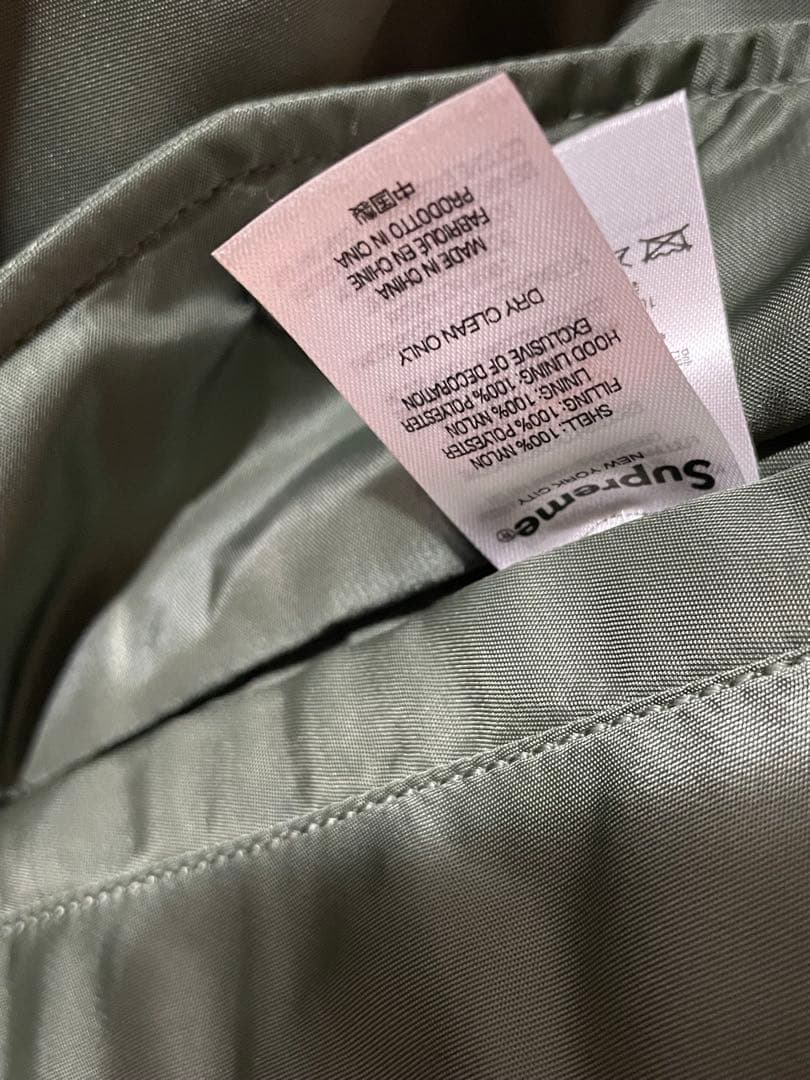 Supreme®
NEW YORK CITY
SHELL: 100% NYLON
FILLING: 100% POLYESTER
LINING: 100% NYLON
HOOD LINING: 100% POLYESTER
EXCLUSIVE OF DECORATION
DRY CLEAN ONLY
MADE IN CHINA
FABRIQUÉ EN CHINE
PRODOTTO IN CINA
中国製